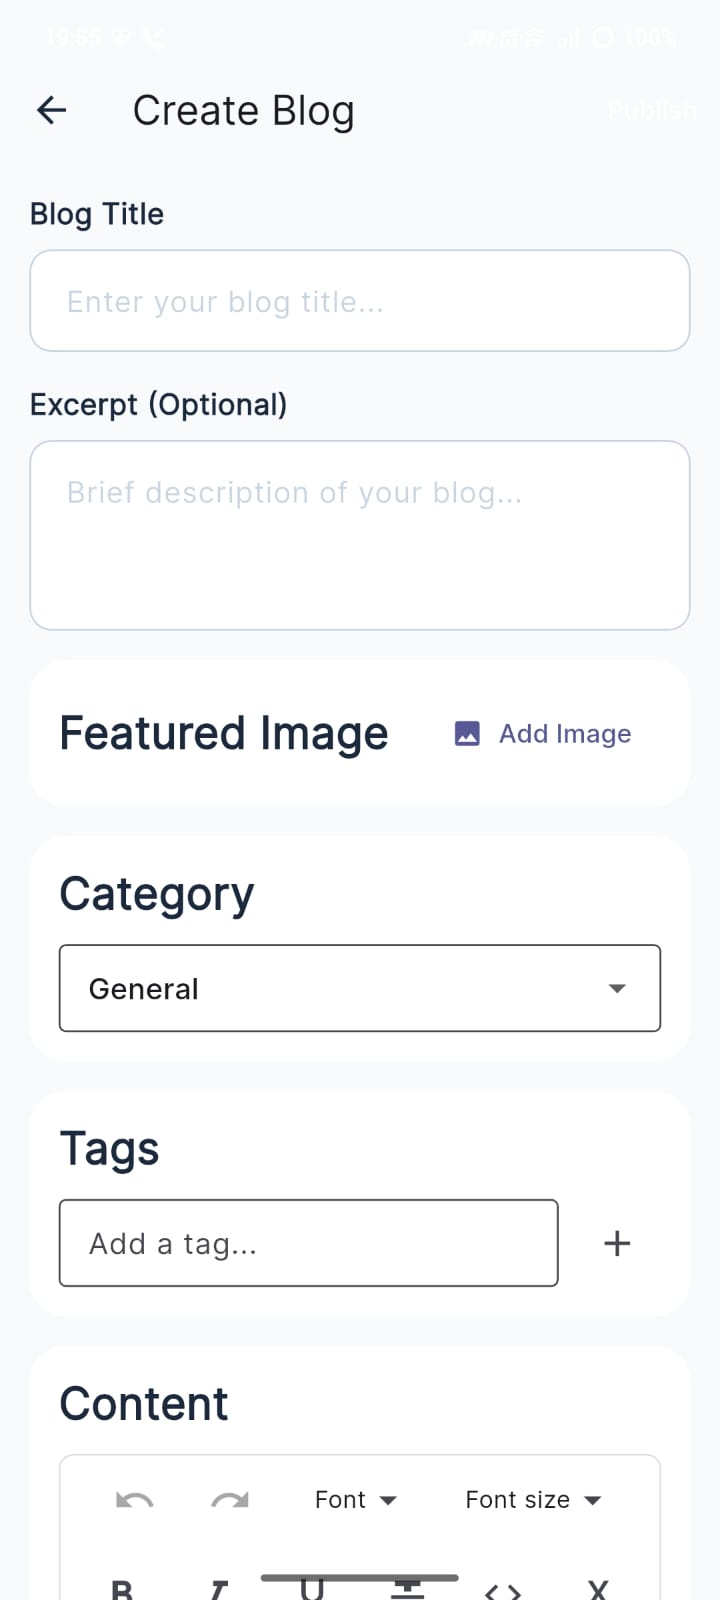 19:55 100%
Create Blog Publish
Blog Title
Enter your blog title...
Excerpt (Optional)
Brief description of your blog...
Featured Image Add Image
Category
General
Tags
Add a tag... +
Content
Font Font size
B I U S <> X